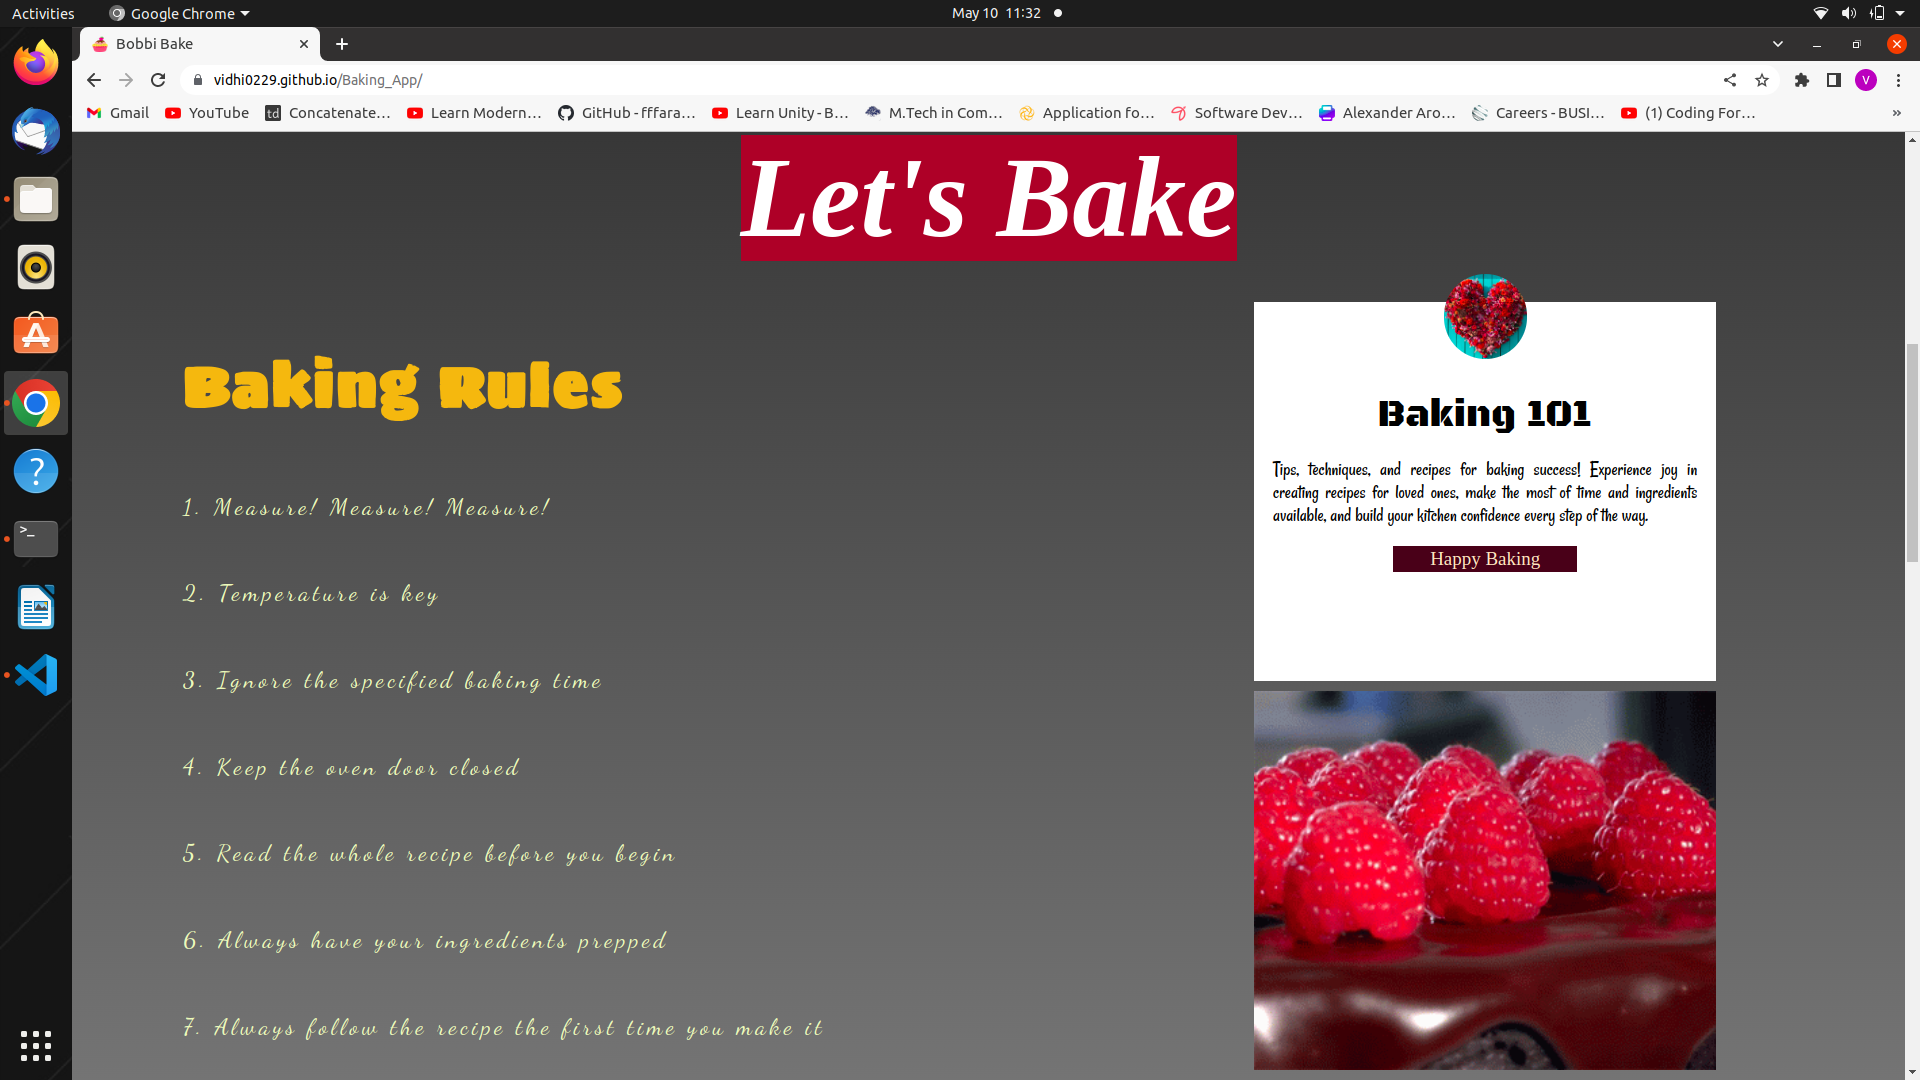 Activities
Google Chrome
May 10 11:32
Bobbi Bake
vidhi0229.github.io/Baking_App/
V
Gmail
YouTube
td
Concatenate...
Learn Modern...
GitHub - fffara...
Learn Unity - B...
M.Tech in Com...
Application fo...
Software Dev...
Alexander Aro...
Careers - BUSI...
(1) Coding For...
»
Let's Bake
Baking Rules
1. Measure! Measure! Measure!
2. Temperature is key
3. Ignore the specified baking time
4. Keep the oven door closed
5. Read the whole recipe before you begin
6. Always have your ingredients prepped
7. Always follow the recipe the first time you make it
Baking 101
Tips, techniques, and recipes for baking success! Experience joy in
creating recipes for loved ones, make the most of time and ingredients
available, and build your kitchen confidence every step of the way.
Happy Baking